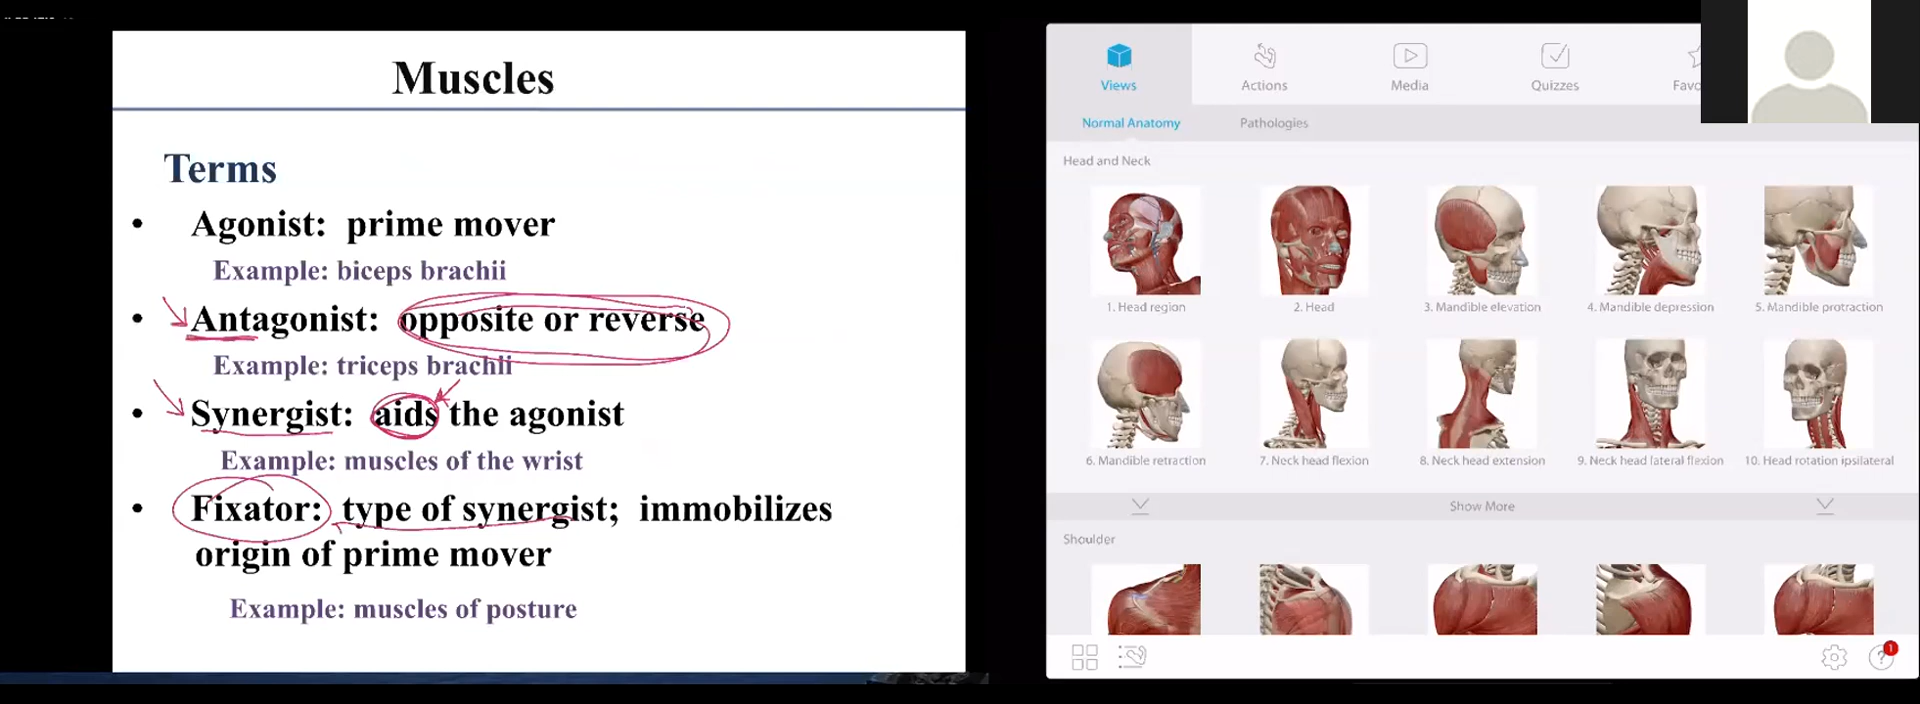 Muscles
Terms
• Agonist: prime mover
Example: biceps brachii
• Antagonist: opposite or reverse
Example: triceps brachii
• Synergist: aids the agonist
Example: muscles of the wrist
• Fixator: type of synergist; immobilizes
origin of prime mover
Example: muscles of posture
Views Actions Media Quizzes Favo
Normal Anatomy Pathologies
Head and Neck
1. Head region 2. Head 3. Mandible elevation 4. Mandible depression 5. Mandible protraction
6. Mandible retraction 7. Neck head flexion 8. Neck head extension 9. Neck head lateral flexion 10. Head rotation ipsilateral
Show More
Shoulder
1